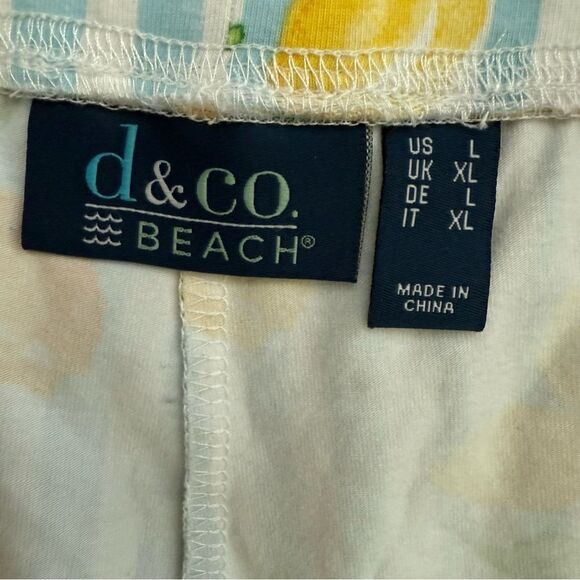 d&co.
BEACH®
US L
UK XL
DE L
IT XL
MADE IN
CHINA